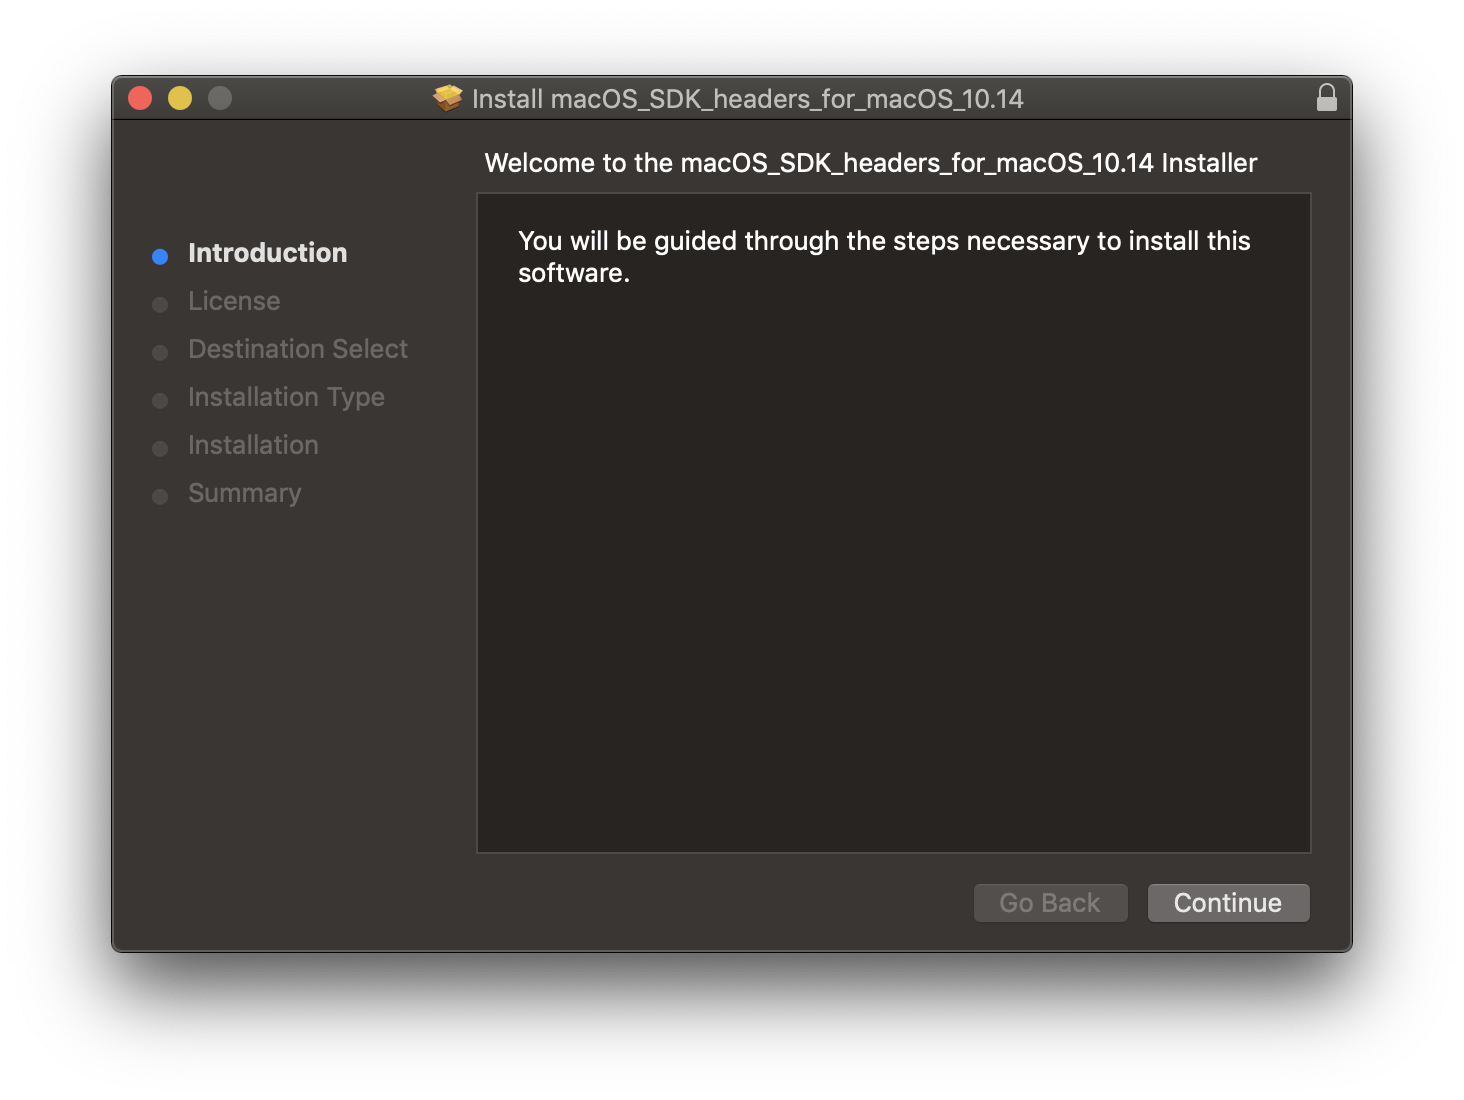 Install macOS_SDK_headers_for_macOS_10.14
Welcome to the macOS_SDK_headers_for_macOS_10.14 Installer
Introduction
License
Destination Select
Installation Type
Installation
Summary
You will be guided through the steps necessary to install this
software.
Go Back
Continue